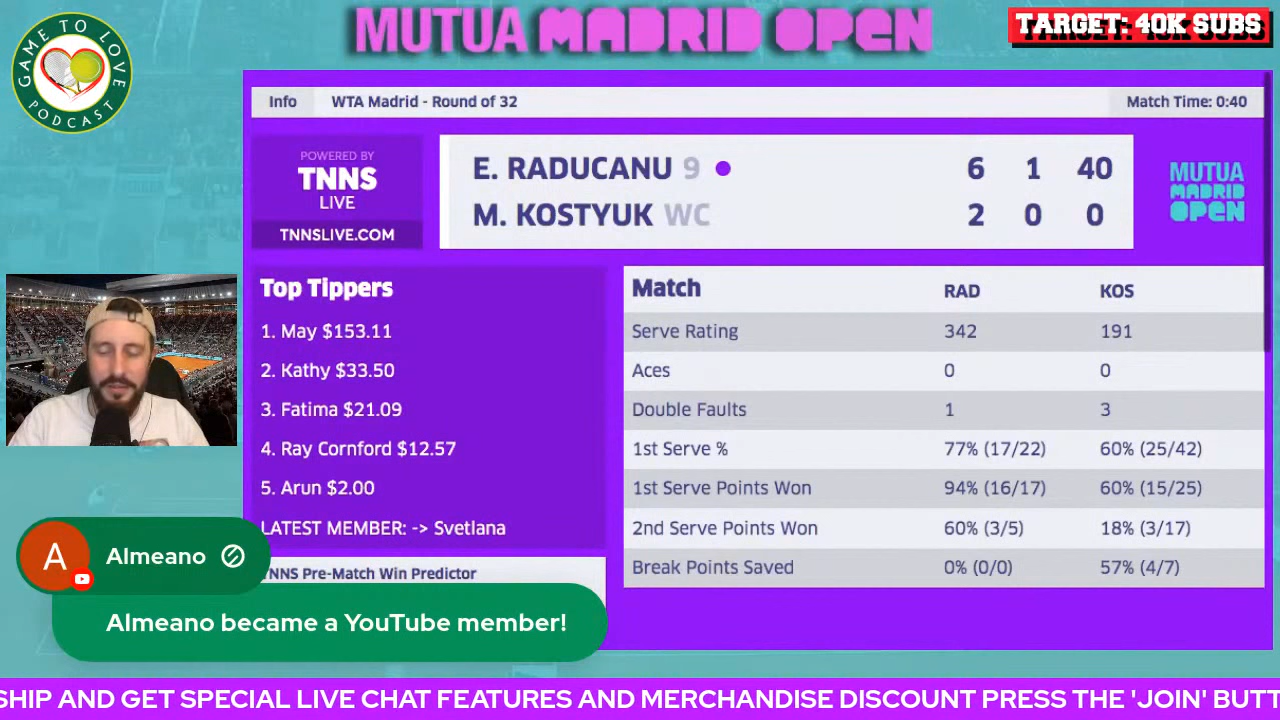 GAME TO LOVE
PODCAST
MUTUA MADRID OPEN
TARGET: 40K SUBS
Info WTA Madrid - Round of 32 Match Time: 0:40
POWERED BY
TNNS
LIVE
TNNSLIVE.COM
E. RADUCANU 9 6 1 40
M. KOSTYUK WC 2 0 0
MUTUA
MADRID
OPEN
Top Tippers
1. May $153.11
2. Kathy $33.50
3. Fatima $21.09
4. Ray Cornford $12.57
5. Arun $2.00
LATEST MEMBER: -> Svetlana
TNNS Pre-Match Win Predictor
Match RAD KOS
Serve Rating 342 191
Aces 0 0
Double Faults 1 3
1st Serve % 77% (17/22) 60% (25/42)
1st Serve Points Won 94% (16/17) 60% (15/25)
2nd Serve Points Won 60% (3/5) 18% (3/17)
Break Points Saved 0% (0/0) 57% (4/7)
A Almeano
Almeano became a YouTube member!
SHIP AND GET SPECIAL LIVE CHAT FEATURES AND MERCHANDISE DISCOUNT PRESS THE 'JOIN' BUTT